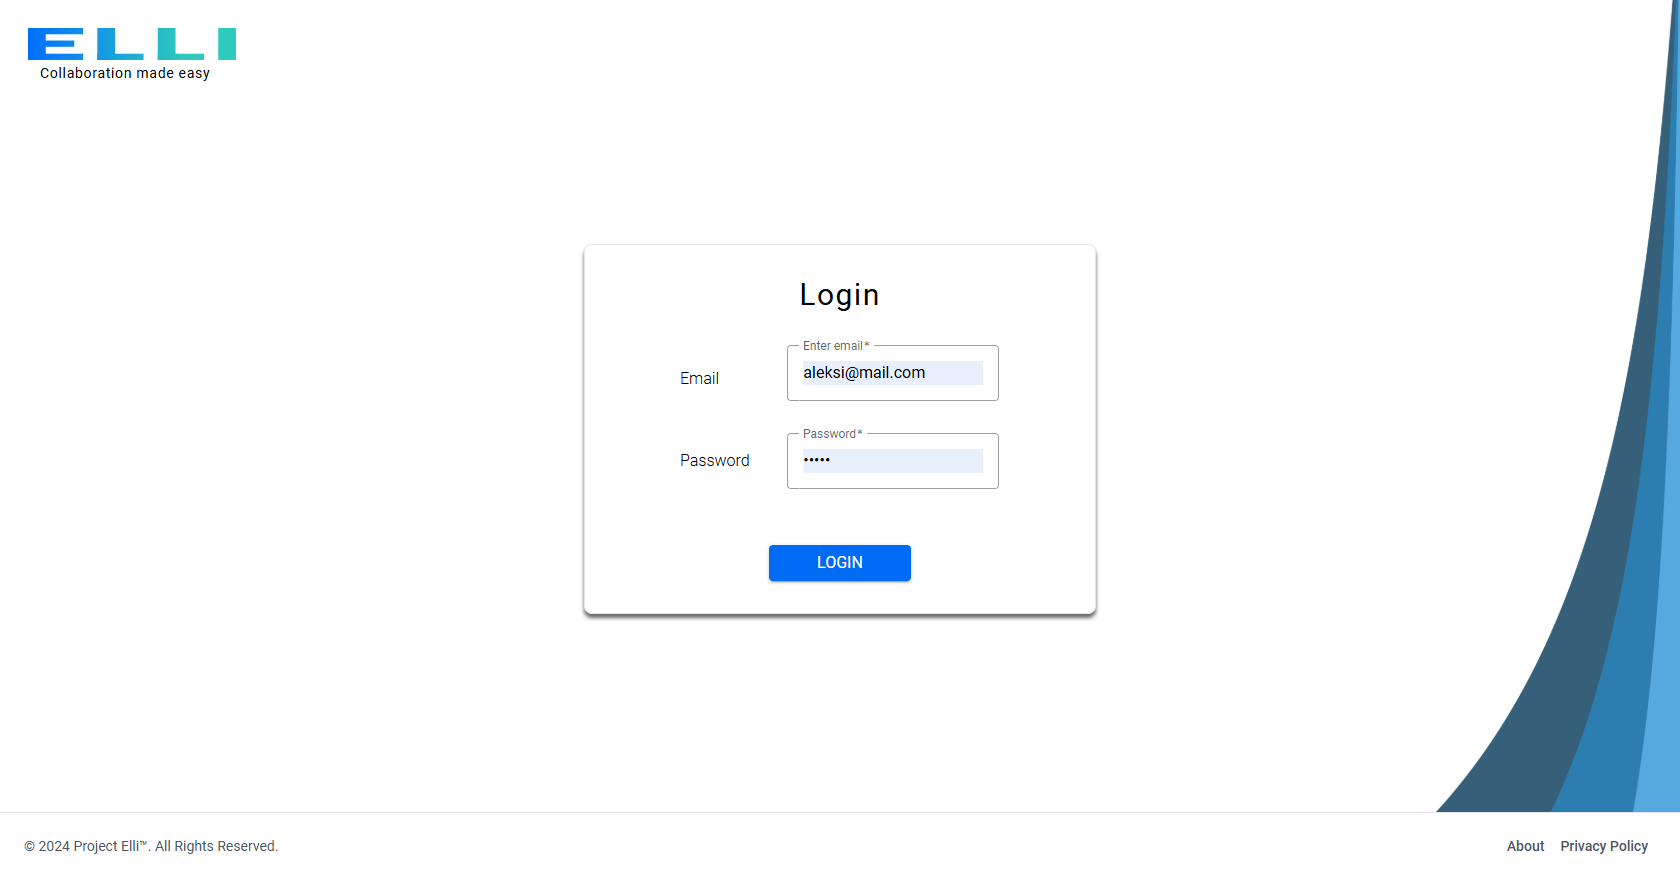 ELLI
Collaboration made easy
Login
Enter email*
Email
aleksi@mail.com
Password*
Password
•••••
LOGIN
© 2024 Project Elli™. All Rights Reserved.
About Privacy Policy